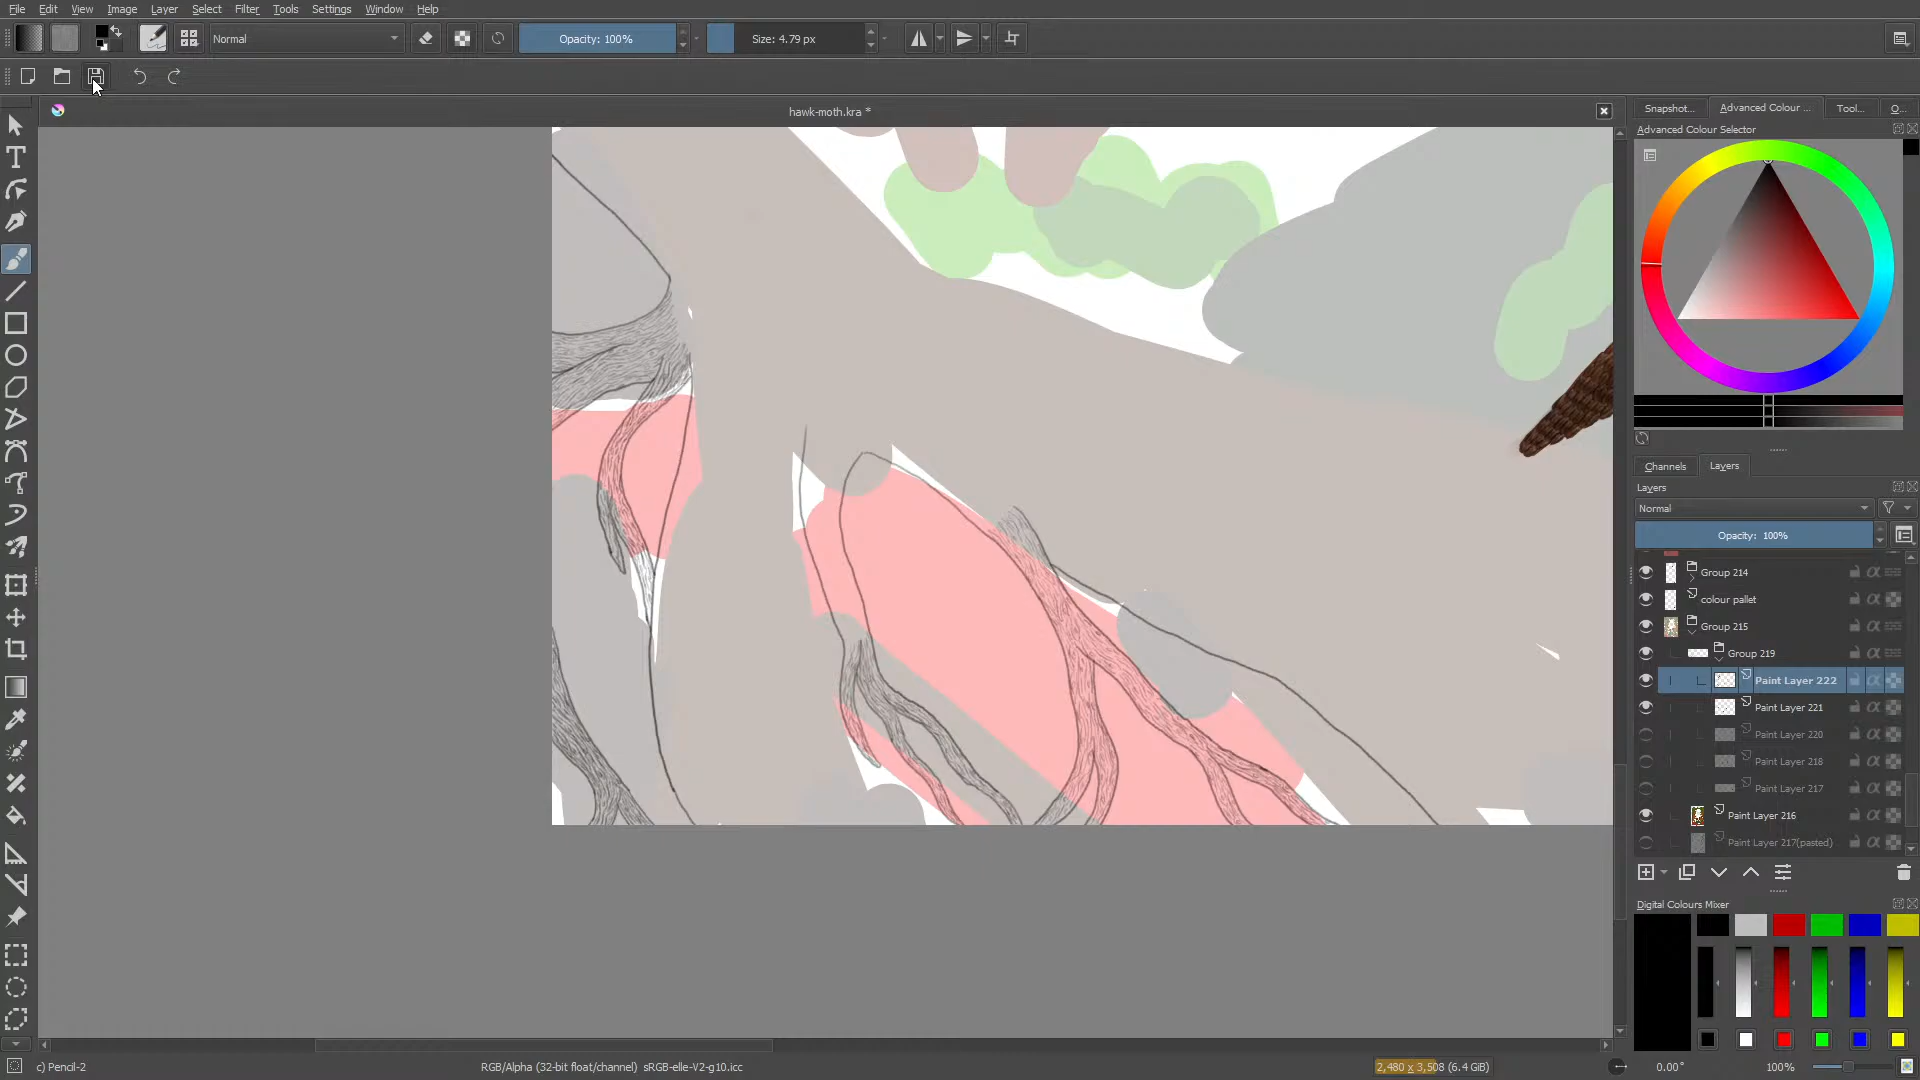 File Edit View Image Layer Select Filter Tools Settings Window Help
Normal Opacity: 100% Size: 4.79 px
hawk-moth.kra *
Snapshot... Advanced Colour ... Tool... O...
Advanced Colour Selector
Channels Layers
Layers
Normal
Opacity: 100%
Group 214
colour pallet
Group 215
Group 219
Paint Layer 222
Paint Layer 221
Paint Layer 220
Paint Layer 218
Paint Layer 217
Paint Layer 216
Paint Layer 217(pasted)
Digital Colours Mixer
c) Pencil-2 RGB/Alpha (32-bit float/channel) sRGB-elle-V2-g10.icc 2,480 x 3,508 (6.4 GiB) 0.00° 100%